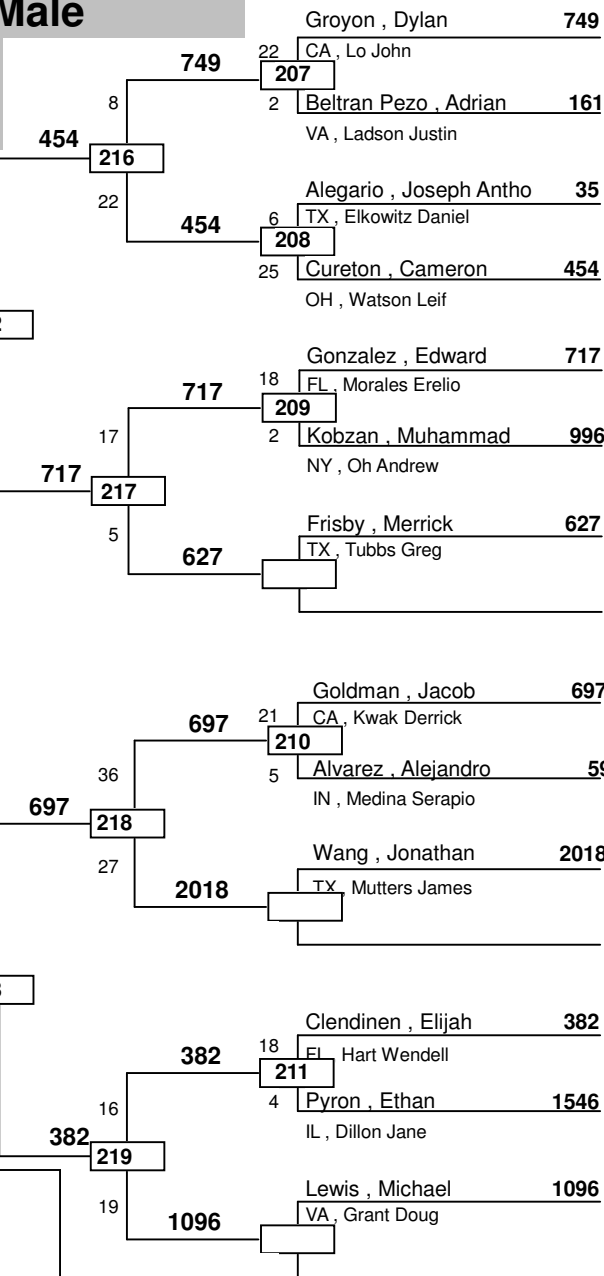 Male
Groyon , Dylan 749
749 22 CA , Lo John
207
8 2 Beltran Pezo , Adrian 161
454 VA , Ladson Justin
216
Alegario , Joseph Antho 35
22 454 6 TX , Elkowitz Daniel
208
25 Cureton , Cameron 454
OH , Watson Leif
Gonzalez , Edward 717
717 18 FL , Morales Erelio
209
17 2 Kobzan , Muhammad 996
717 NY , Oh Andrew
217
Frisby , Merrick 627
5 627 TX , Tubbs Greg
Goldman , Jacob 697
697 21 CA , Kwak Derrick
210
36 5 Alvarez , Alejandro 59
697 IN , Medina Serapio
218
Wang , Jonathan 2018
27 2018 TX , Mutters James
Clendinen , Elijah 382
382 18 FL Hart Wendell
211
16 4 Pyron , Ethan 1546
382 IL , Dillon Jane
219
Lewis , Michael 1096
19 1096 VA , Grant Doug